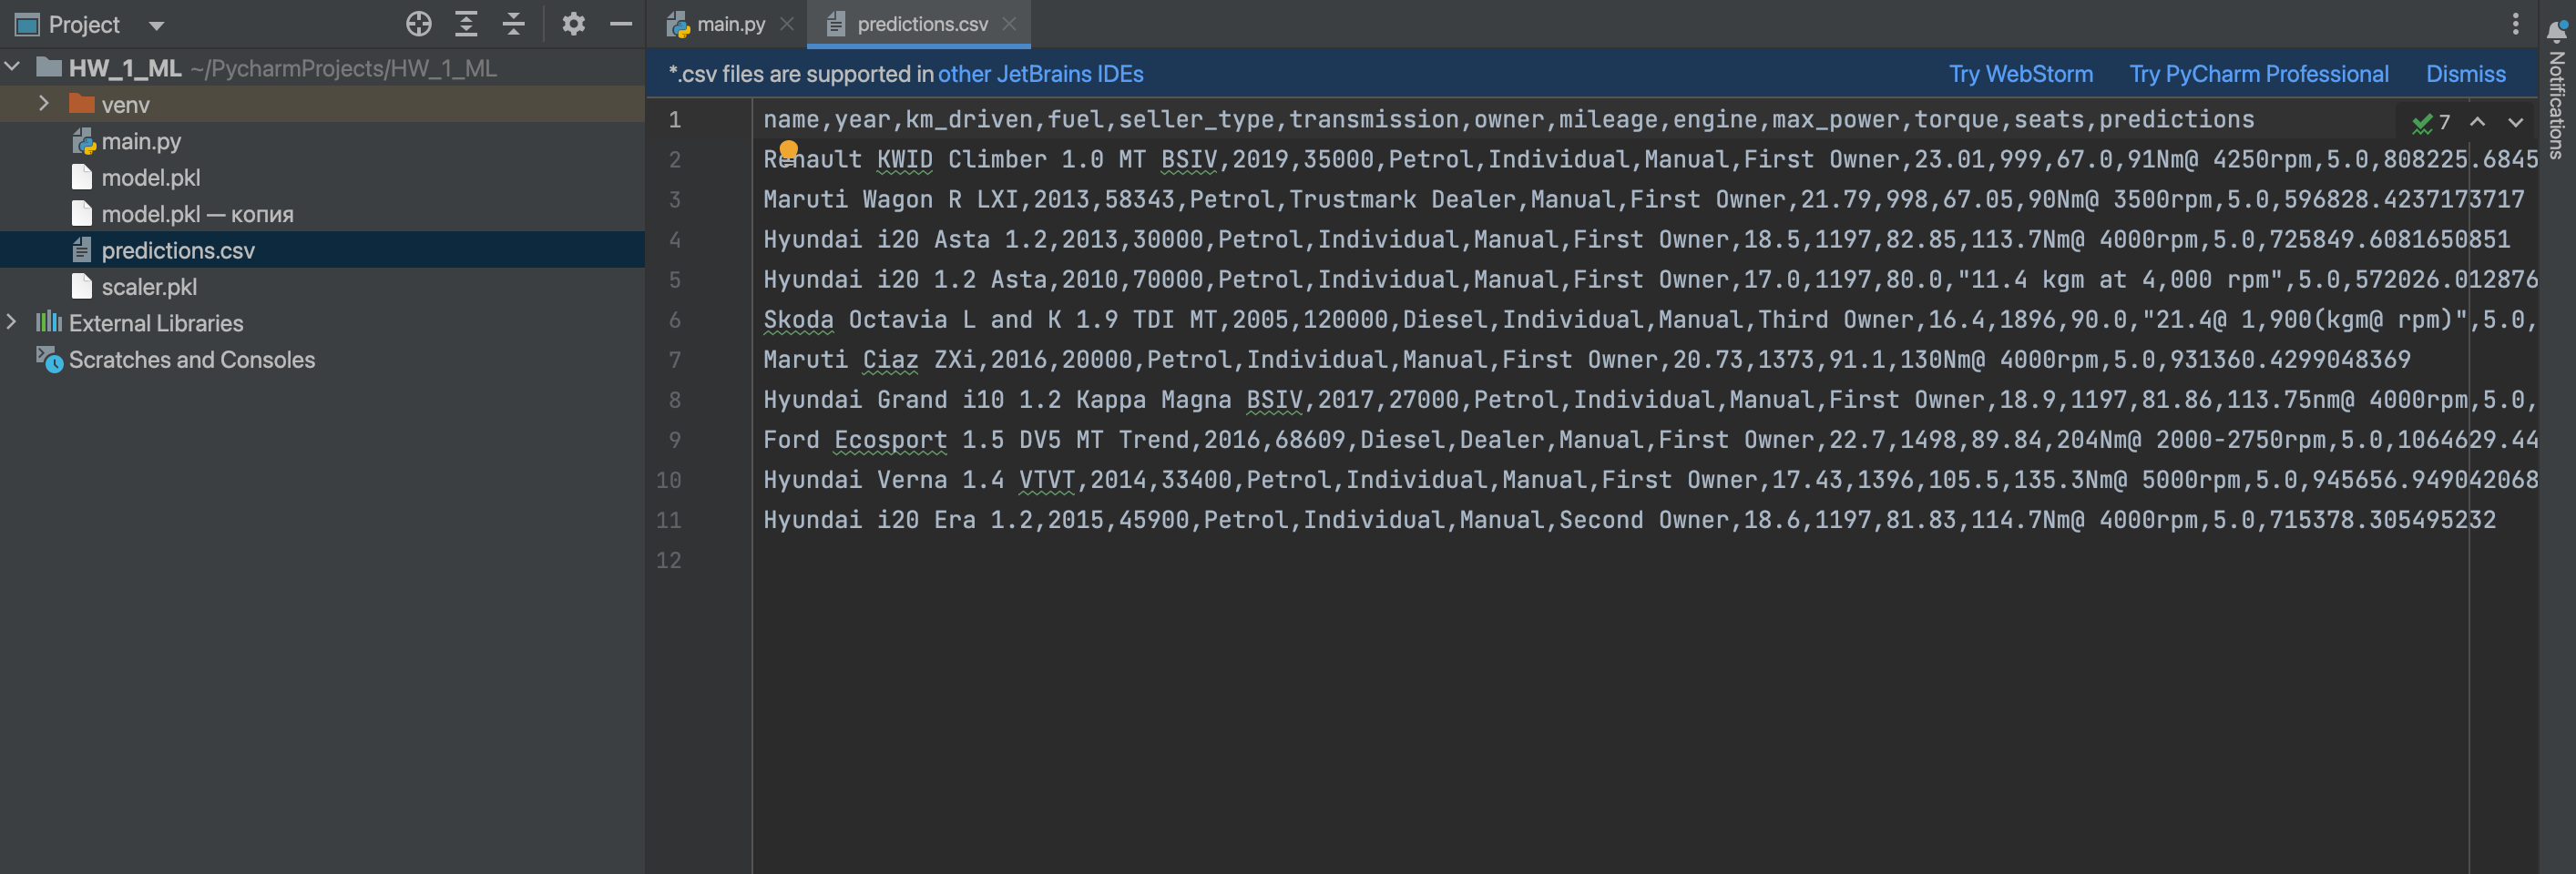 Project
HW_1_ML ~/PycharmProjects/HW_1_ML
venv
main.py
model.pkl
model.pkl — копия
predictions.csv
scaler.pkl
External Libraries
Scratches and Consoles
main.py
predictions.csv
*.csv files are supported in other JetBrains IDEs
Try WebStorm Try PyCharm Professional Dismiss
7
1 name,year,km_driven,fuel,seller_type,transmission,owner,mileage,engine,max_power,torque,seats,predictions
2 Renault KWID Climber 1.0 MT BSIV,2019,35000,Petrol,Individual,Manual,First Owner,23.01,999,67.0,91Nm@ 4250rpm,5.0,808225.6845
3 Maruti Wagon R LXI,2013,58343,Petrol,Trustmark Dealer,Manual,First Owner,21.79,998,67.05,90Nm@ 3500rpm,5.0,596828.4237173717
4 Hyundai i20 Asta 1.2,2013,30000,Petrol,Individual,Manual,First Owner,18.5,1197,82.85,113.7Nm@ 4000rpm,5.0,725849.6081650851
5 Hyundai i20 1.2 Asta,2010,70000,Petrol,Individual,Manual,First Owner,17.0,1197,80.0,"11.4 kgm at 4,000 rpm",5.0,572026.012876
6 Skoda Octavia L and K 1.9 TDI MT,2005,120000,Diesel,Individual,Manual,Third Owner,16.4,1896,90.0,"21.4@ 1,900(kgm@ rpm)",5.0,
7 Maruti Ciaz ZXi,2016,20000,Petrol,Individual,Manual,First Owner,20.73,1373,91.1,130Nm@ 4000rpm,5.0,931360.4299048369
8 Hyundai Grand i10 1.2 Kappa Magna BSIV,2017,27000,Petrol,Individual,Manual,First Owner,18.9,1197,81.86,113.75nm@ 4000rpm,5.0,
9 Ford Ecosport 1.5 DV5 MT Trend,2016,68609,Diesel,Dealer,Manual,First Owner,22.7,1498,89.84,204Nm@ 2000-2750rpm,5.0,1064629.44
10 Hyundai Verna 1.4 VTVT,2014,33400,Petrol,Individual,Manual,First Owner,17.43,1396,105.5,135.3Nm@ 5000rpm,5.0,945656.949042068
11 Hyundai i20 Era 1.2,2015,45900,Petrol,Individual,Manual,Second Owner,18.6,1197,81.83,114.7Nm@ 4000rpm,5.0,715378.305495232
12
Notifications